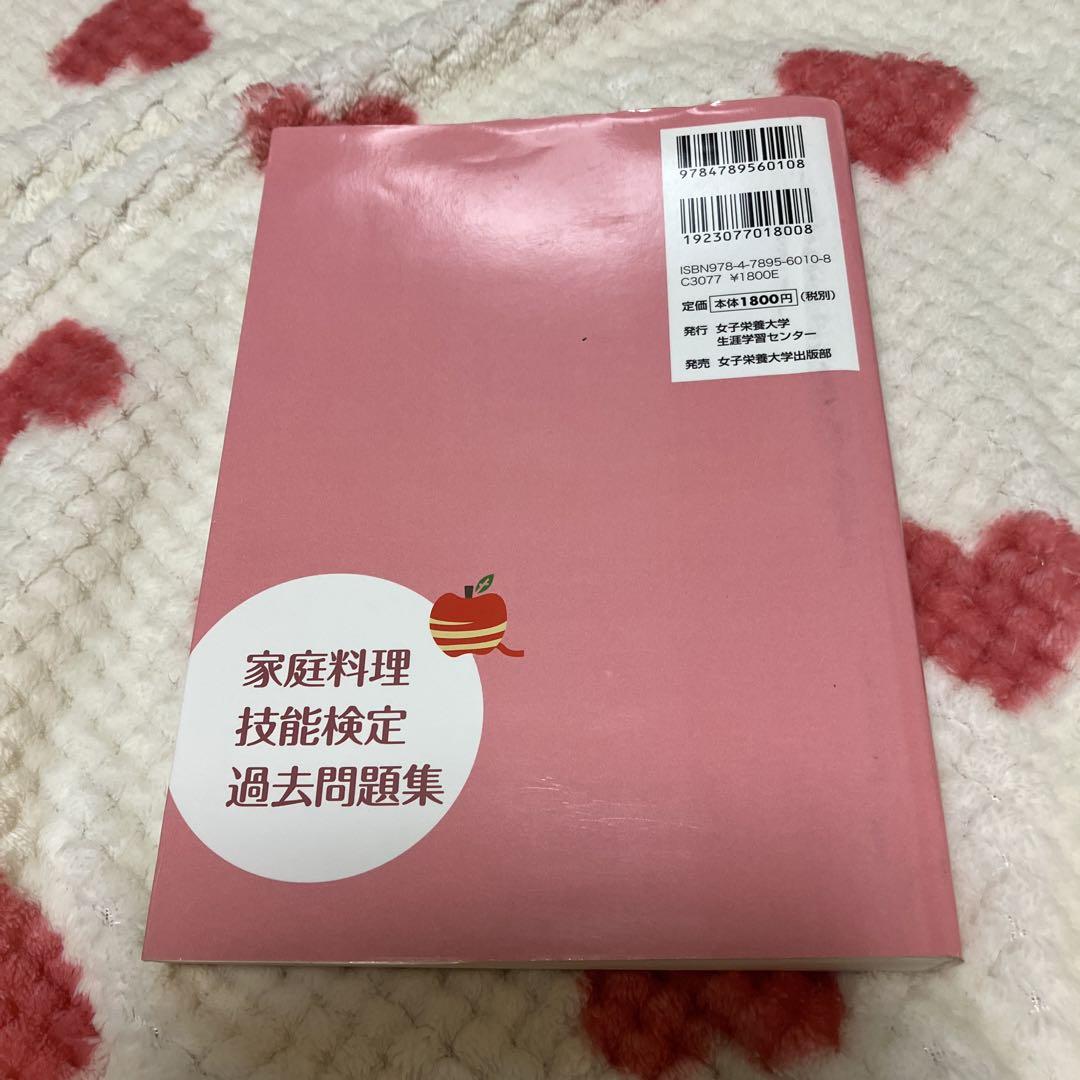 9784789560108
1923077018008
ISBN978-4-7895-6010-8
C3077 ¥1800E
定価 本体1800円(税別)
発行 女子栄養大学
生涯学習センター
発売 女子栄養大学出版部
家庭料理
技能検定
過去問題集